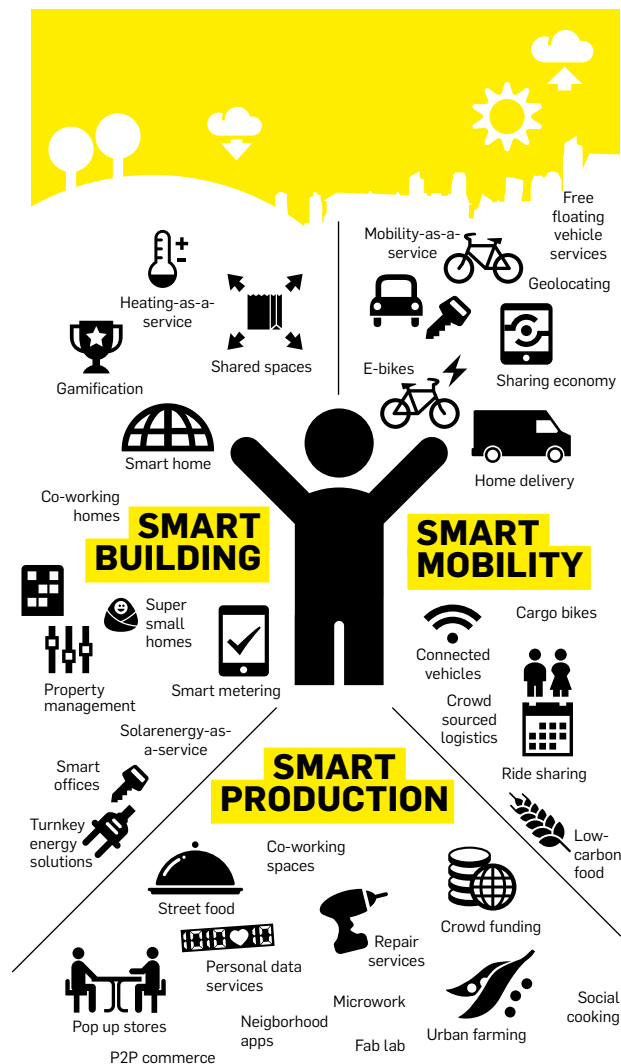 Free
floating
vehicle
services
Mobility-as-a-
service
Geolocating
Heating-as-a-
service
Shared spaces
Gamification
E-bikes
Sharing economy
Smart home
Home delivery
Co-working
homes
SMART
BUILDING
SMART
MOBILITY
Super
small
homes
Cargo bikes
Connected
vehicles
Property
management
Smart metering
Crowd
sourced
logistics
Solarenergy-as-
a-service
Smart
offices
Ride sharing
Turnkey
energy
solutions
Low-
carbon
food
SMART
PRODUCTION
Co-working
spaces
Street food
Crowd funding
Repair
services
Personal data
services
Microwork
Social
cooking
Pop up stores
Neigborhood
apps
Fab lab
Urban farming
P2P commerce